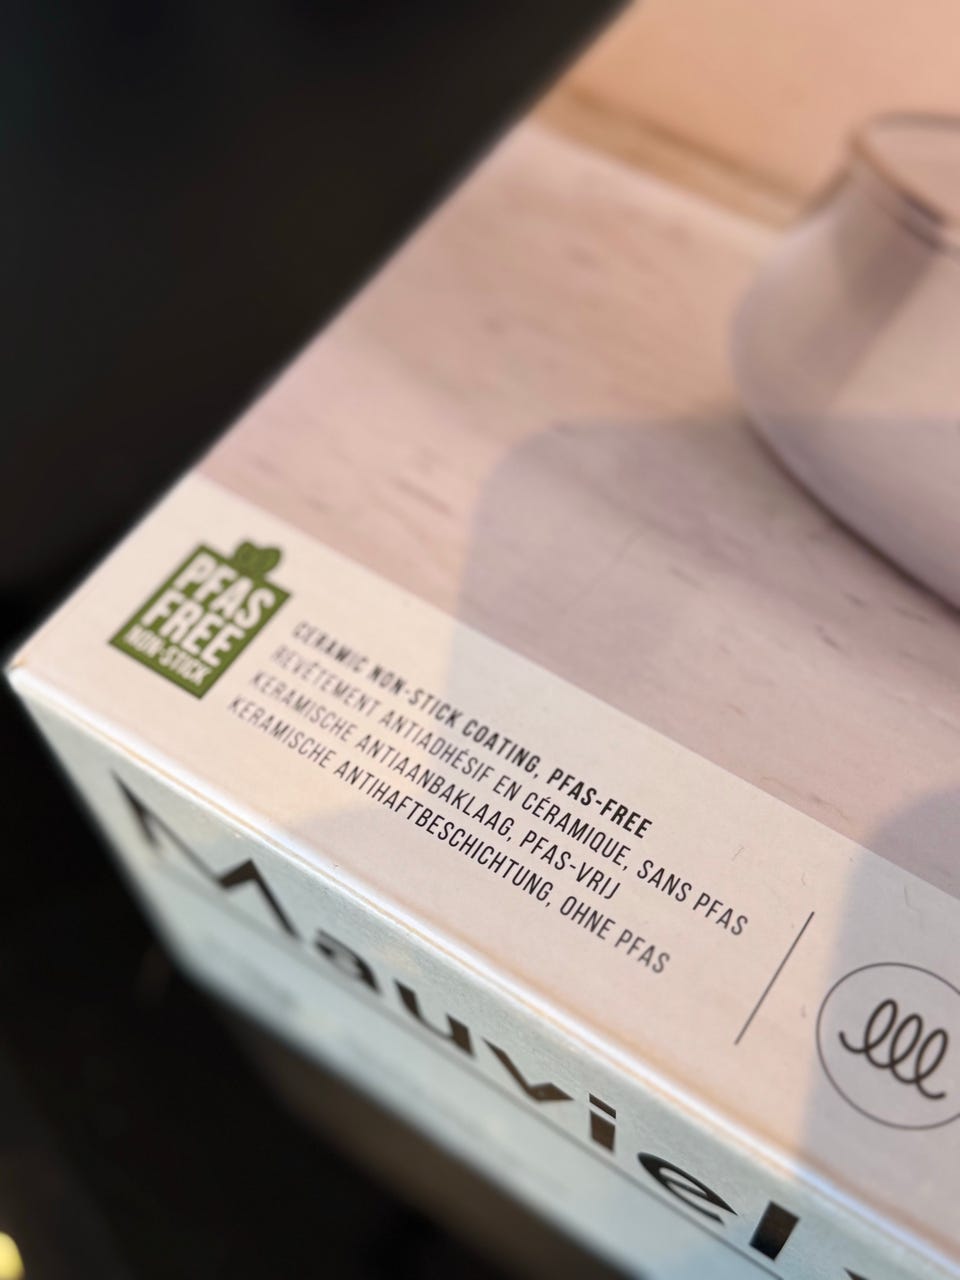 PFAS
FREE
NON-STICK
CERAMIC NON-STICK COATING, PFAS-FREE
REVÊTEMENT ANTIADHÉSIF EN CÉRAMIQUE, SANS PFAS
KERAMISCHE ANTIAANBAKLAAG, PFAS-VRIJ
KERAMISCHE ANTIHAFTBESCHICHTUNG, OHNE PFAS
Mauviel